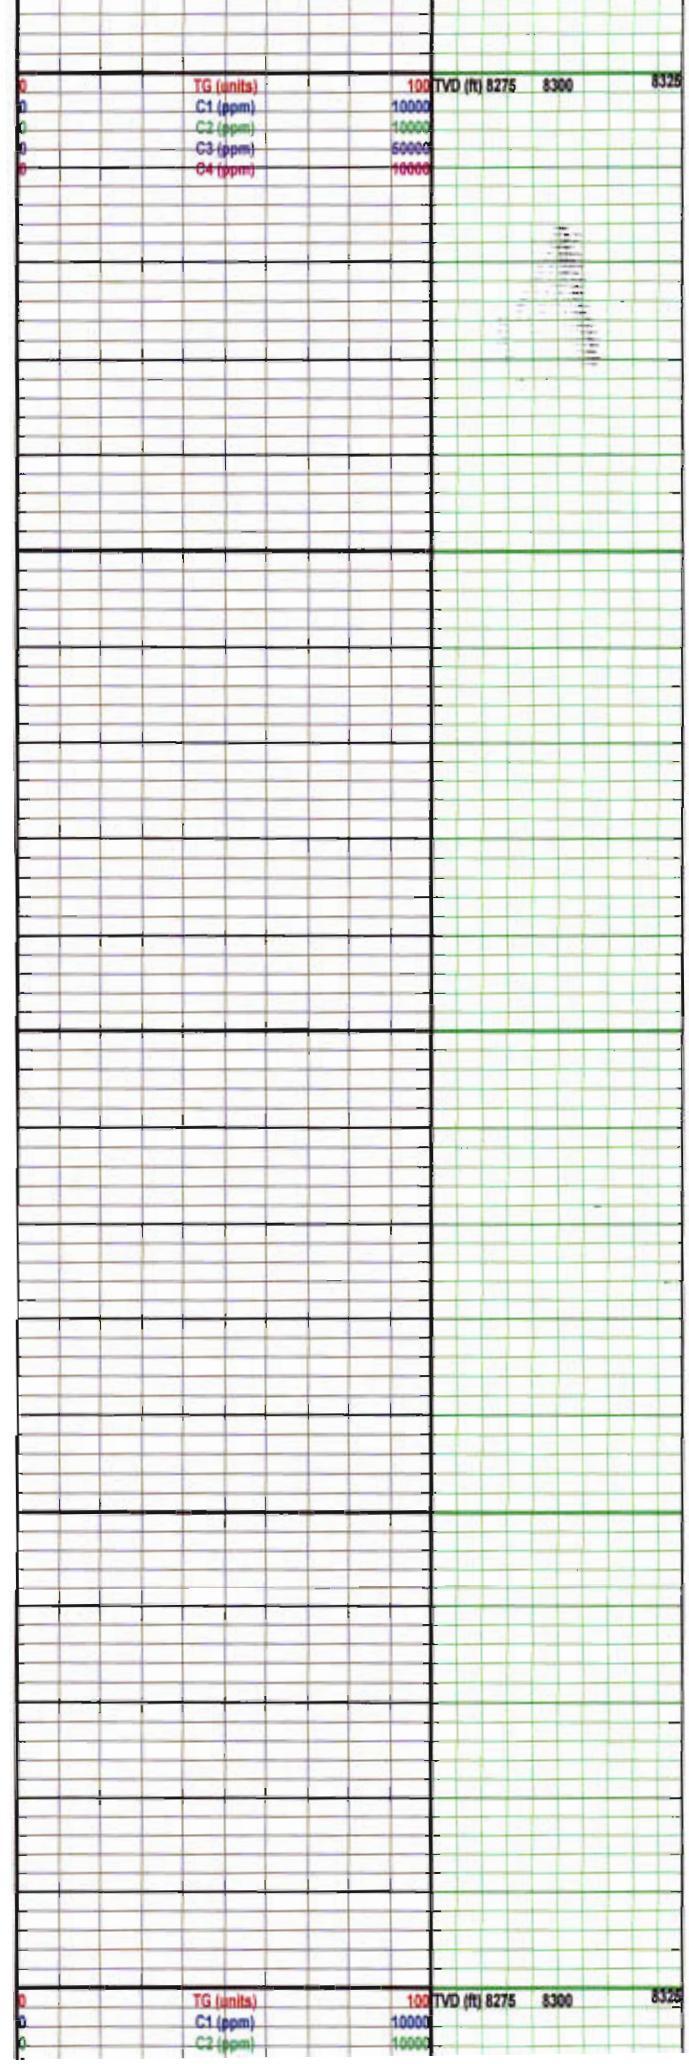 0 TG (units) 100 TVD (ft) 8275 8300 8325
0 C1 (ppm) 10000
0 C2 (ppm) 10000
0 C3 (ppm) 50000
0 C4 (ppm) 10000
0 TG (units) 100 TVD (ft) 8275 8300 8325
0 C1 (ppm) 10000
0 C2 (ppm) 10000